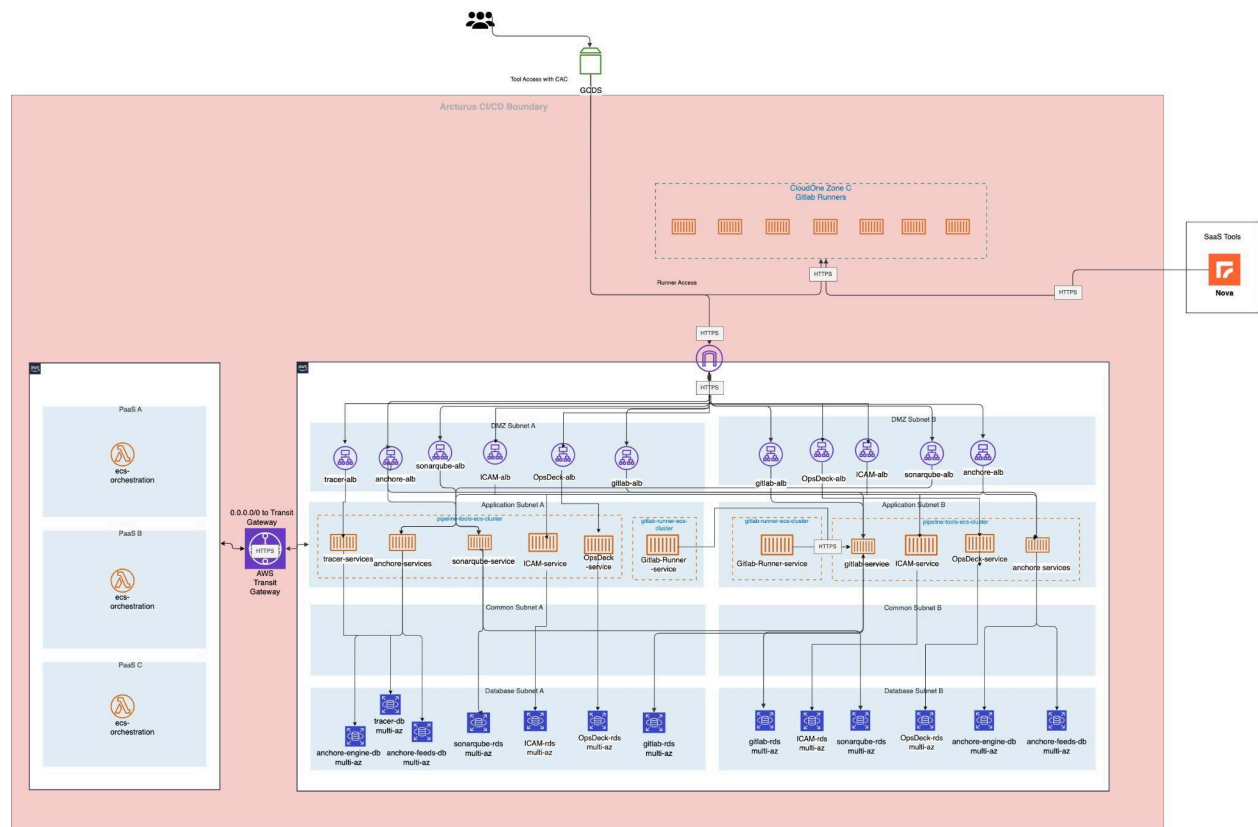 Tool Access with CAC
GCDS
Arcturus CI/CD Boundary
CloudOne Zone C
Gitlab Runners
SaaS Tools
Nova
HTTPS
HTTPS
Runner Access
HTTPS
HTTPS
aws
aws
PaaS A
ecs-
orchestration
PaaS B
ecs-
orchestration
PaaS C
ecs-
orchestration
0.0.0.0/0 to Transit
Gateway
HTTPS
AWS
Transit
Gateway
DMZ Subnet A
tracer-alb
anchore-alb
sonarqube-alb
ICAM-alb
OpsDeck-alb
gitlab-alb
DMZ Subnet B
gitlab-alb
OpsDeck-alb
ICAM-alb
sonarqube-alb
anchore-alb
Application Subnet A
pipeline-tools-ecs-cluster
tracer-services
anchore-services
sonarqube-service
ICAM-service
OpsDeck
-service
gitlab-runner-ecs-
cluster
Gitlab-Runner
-service
Application Subnet B
gitlab-runner-ecs-cluster
Gitlab-Runner-service
HTTPS
pipeline-tools-ecs-cluster
gitlab-service
ICAM-service
OpsDeck-service
anchore services
Common Subnet A
Common Subnet B
Database Subnet A
anchore-engine-db
multi-az
tracer-db
multi-az
anchore-feeds-db
multi-az
sonarqube-rds
multi-az
ICAM-rds
multi-az
OpsDeck-rds
multi-az
gitlab-rds
multi-az
Database Subnet B
gitlab-rds
multi-az
ICAM-rds
multi-az
sonarqube-rds
multi-az
OpsDeck-rds
multi-az
anchore-engine-db
multi-az
anchore-feeds-db
multi-az